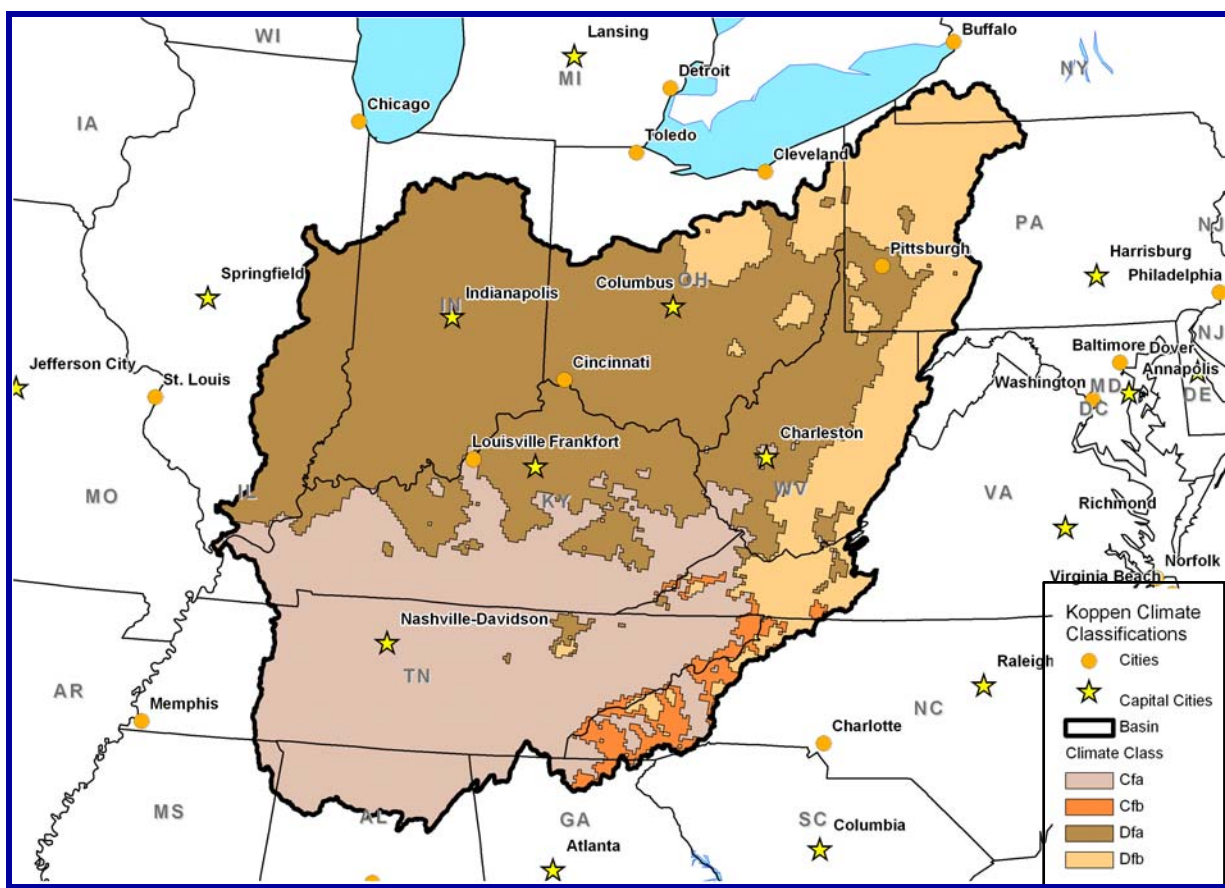 Buffalo
WI
Lansing
NY
MI
Detroit
Chicago
IA
Toledo
Cleveland
PA
NJ
Pittsburgh
Harrisburg
Springfield
Columbus
OH
Philadelphia
Indianapolis
IN
NJ
Baltimore
Dover
Jefferson City
Cincinnati
Annapolis
St. Louis
Washington
MD
DE
DC
Louisville
Frankfort
Charleston
IL
KY
WV
MO
VA
Richmond
Norfolk
Virginia Beach
Nashville-Davidson
TN
Raleigh
AR
NC
Memphis
Charlotte
MS
AL
GA
SC
Columbia
Atlanta
Koppen Climate
Classifications
Cities
Capital Cities
Basin
Climate Class
Cfa
Cfb
Dfa
Dfb